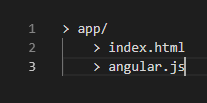 1 > app/
2 > index.html
3 > angular.js